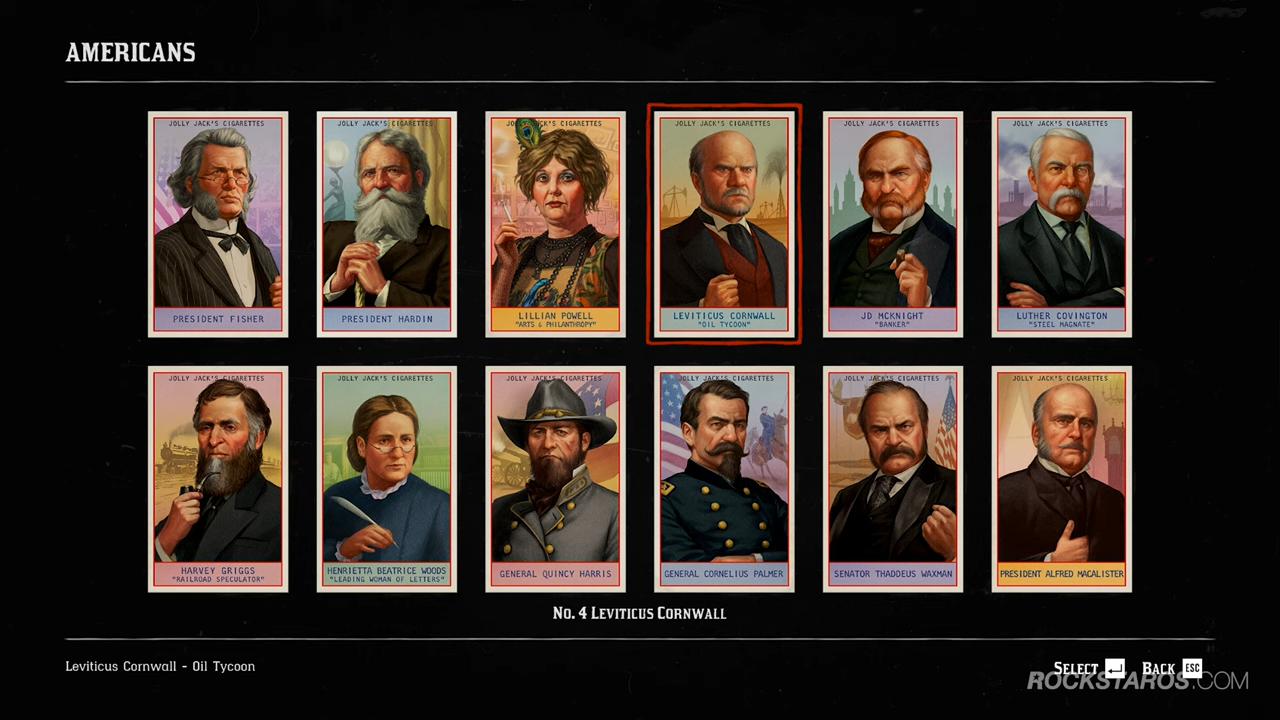 AMERICANS
JOLLY JACK'S CIGARETTES
PRESIDENT FISHER
JOLLY JACK'S CIGARETTES
PRESIDENT HARDIN
JOLLY JACK'S CIGARETTES
LILLIAN POWELL
"ARTS & PHILANTHROPY"
JOLLY JACK'S CIGARETTES
LEVITICUS CORNWALL
"OIL TYCOON"
JOLLY JACK'S CIGARETTES
JD MCKNIGHT
"BANKER"
JOLLY JACK'S CIGARETTES
LUTHER COVINGTON
"STEEL MAGNATE"
JOLLY JACK'S CIGARETTES
HARVEY GRIGGS
"RAILROAD SPECULATOR"
JOLLY JACK'S CIGARETTES
HENRIETTA BEATRICE WOODS
"LEADING WOMAN OF LETTERS"
JOLLY JACK'S CIGARETTES
GENERAL QUINCY HARRIS
JOLLY JACK'S CIGARETTES
GENERAL CORNELIUS PALMER
JOLLY JACK'S CIGARETTES
SENATOR THADDEUS WAXMAN
JOLLY JACK'S CIGARETTES
PRESIDENT ALFRED MACALISTER
No. 4 Leviticus Cornwall
Leviticus Cornwall - Oil Tycoon
Select Back ESC
ROCKSTAROS.COM